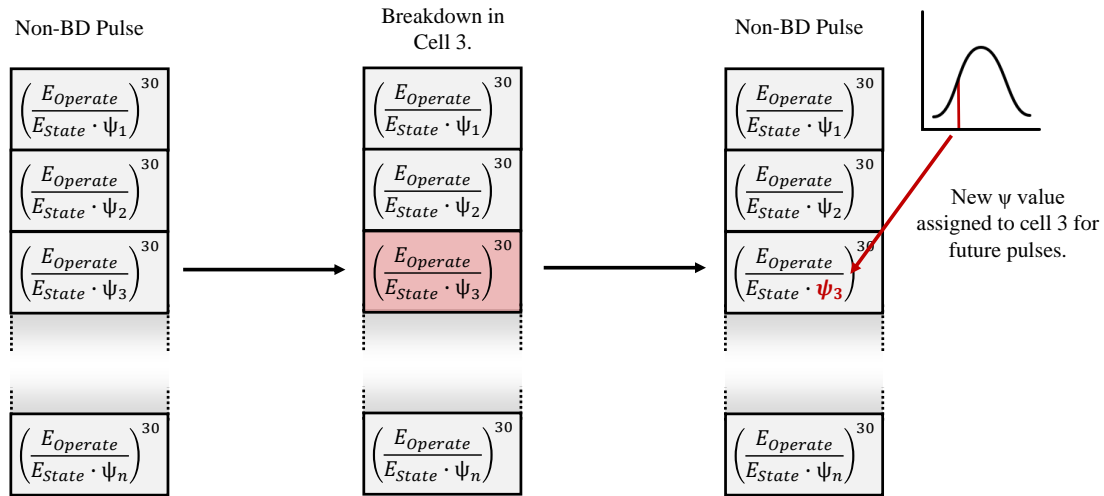 Non-BD Pulse
(E_Operate / E_State · ψ_1)^30
(E_Operate / E_State · ψ_2)^30
(E_Operate / E_State · ψ_3)^30
(E_Operate / E_State · ψ_n)^30
Breakdown in
Cell 3.
(E_Operate / E_State · ψ_1)^30
(E_Operate / E_State · ψ_2)^30
(E_Operate / E_State · ψ_3)^30
(E_Operate / E_State · ψ_n)^30
Non-BD Pulse
(E_Operate / E_State · ψ_1)^30
(E_Operate / E_State · ψ_2)^30
(E_Operate / E_State · ψ_3)^30
(E_Operate / E_State · ψ_n)^30
New ψ value
assigned to cell 3 for
future pulses.